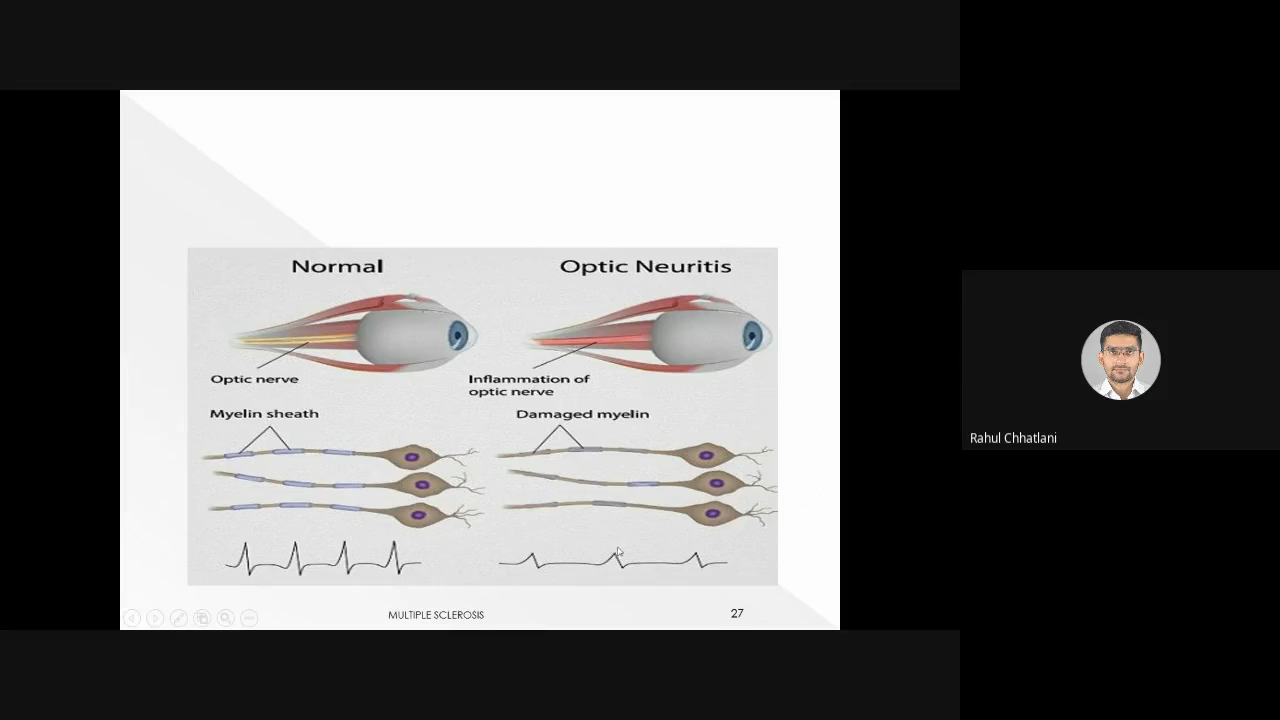 Normal
Optic Neuritis
Optic nerve
Inflammation of
optic nerve
Myelin sheath
Damaged myelin
MULTIPLE SCLEROSIS
27
Rahul Chhatlani